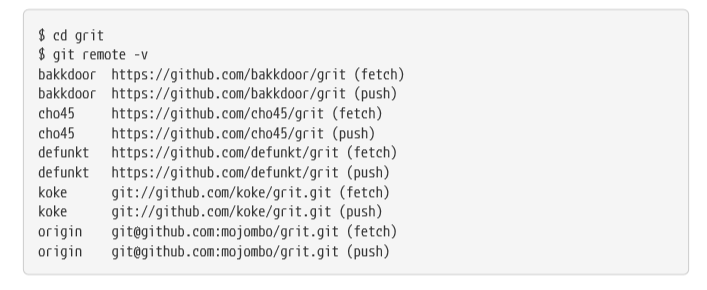 $ cd grit
$ git remote -v
bakkdoor  https://github.com/bakkdoor/grit (fetch)
bakkdoor  https://github.com/bakkdoor/grit (push)
cho45     https://github.com/cho45/grit (fetch)
cho45     https://github.com/cho45/grit (push)
defunkt   https://github.com/defunkt/grit (fetch)
defunkt   https://github.com/defunkt/grit (push)
koke      git://github.com/koke/grit.git (fetch)
koke      git://github.com/koke/grit.git (push)
origin    git@github.com:mojombo/grit.git (fetch)
origin    git@github.com:mojombo/grit.git (push)